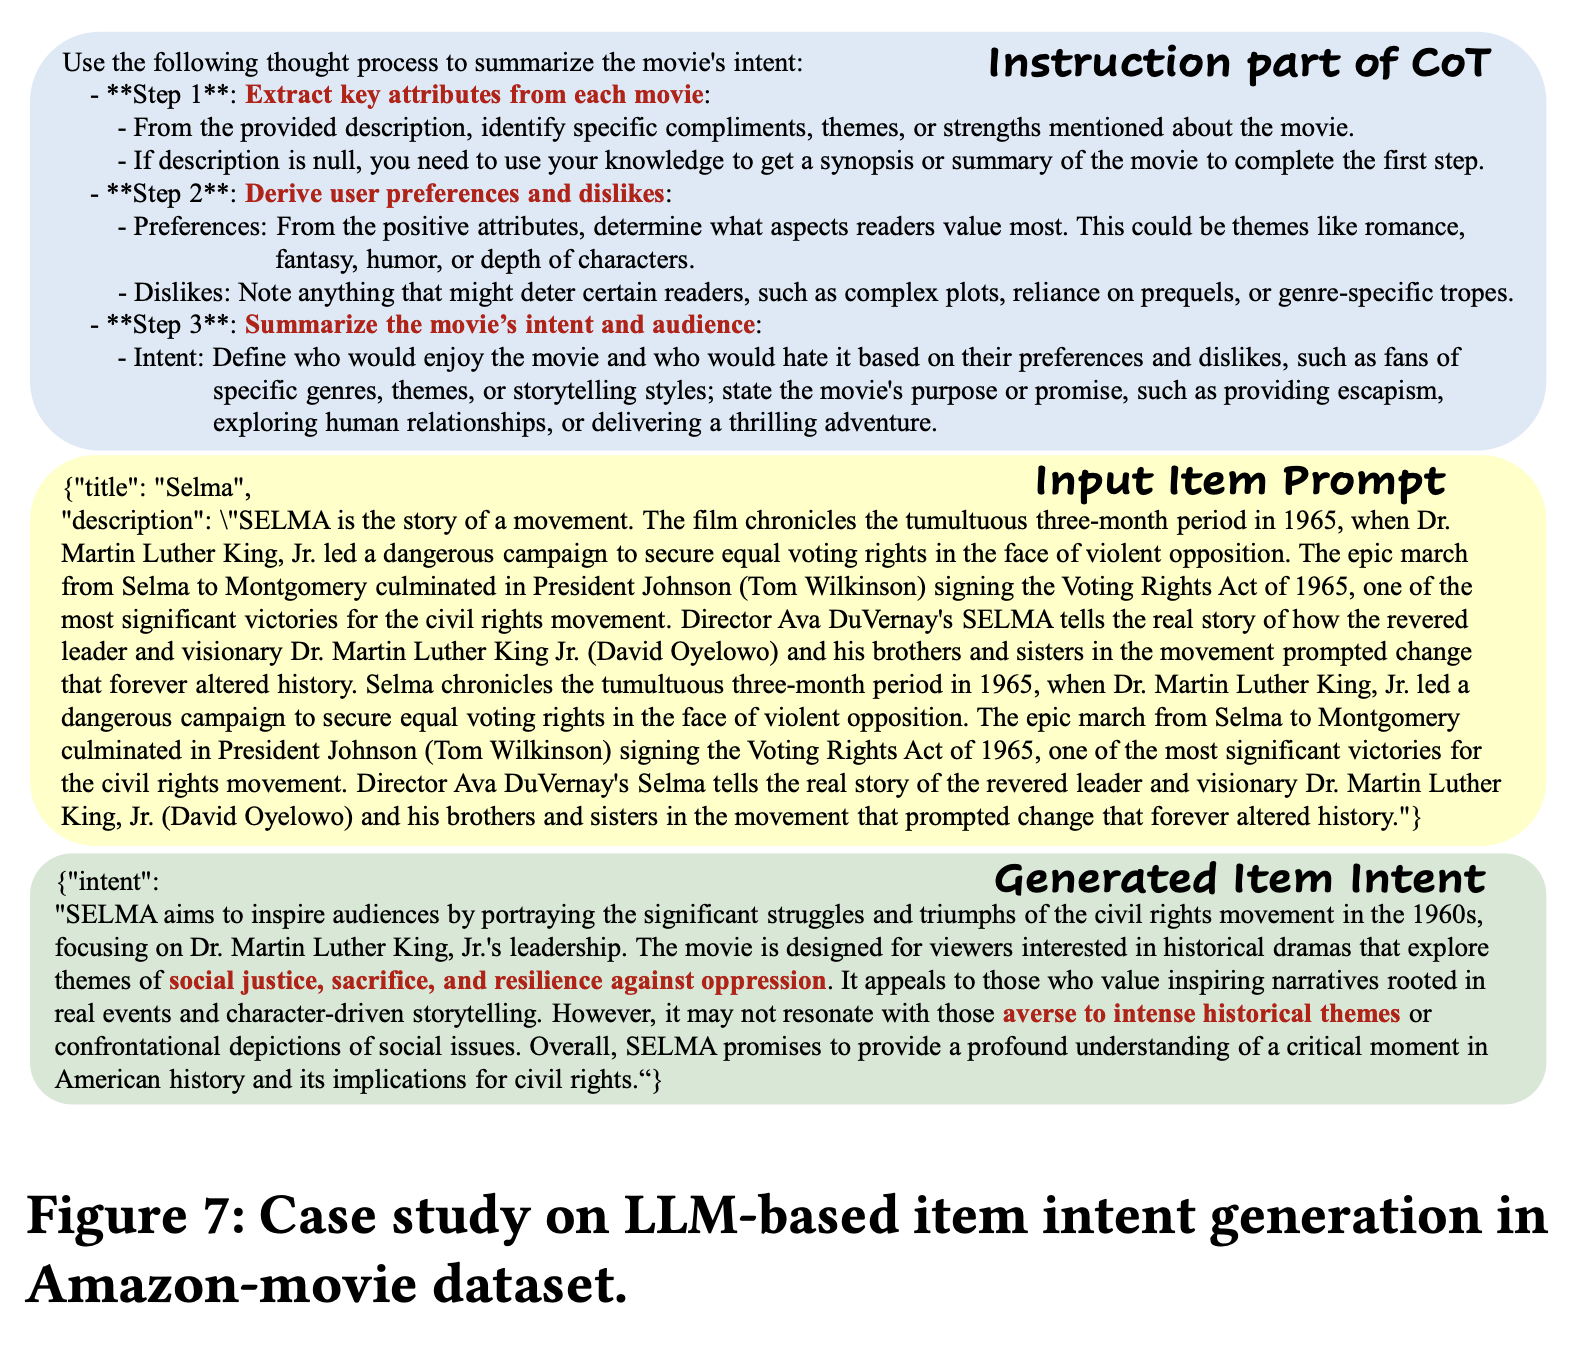 Instruction part of CoT
Use the following thought process to summarize the movie's intent:
- **Step 1**: Extract key attributes from each movie:
- From the provided description, identify specific compliments, themes, or strengths mentioned about the movie.
- If description is null, you need to use your knowledge to get a synopsis or summary of the movie to complete the first step.
- **Step 2**: Derive user preferences and dislikes:
- Preferences: From the positive attributes, determine what aspects readers value most. This could be themes like romance,
fantasy, humor, or depth of characters.
- Dislikes: Note anything that might deter certain readers, such as complex plots, reliance on prequels, or genre-specific tropes.
- **Step 3**: Summarize the movie’s intent and audience:
- Intent: Define who would enjoy the movie and who would hate it based on their preferences and dislikes, such as fans of
specific genres, themes, or storytelling styles; state the movie's purpose or promise, such as providing escapism,
exploring human relationships, or delivering a thrilling adventure.
Input Item Prompt
{"title": "Selma",
"description": \"SELMA is the story of a movement. The film chronicles the tumultuous three-month period in 1965, when Dr.
Martin Luther King, Jr. led a dangerous campaign to secure equal voting rights in the face of violent opposition. The epic march
from Selma to Montgomery culminated in President Johnson (Tom Wilkinson) signing the Voting Rights Act of 1965, one of the
most significant victories for the civil rights movement. Director Ava DuVernay's SELMA tells the real story of how the revered
leader and visionary Dr. Martin Luther King Jr. (David Oyelowo) and his brothers and sisters in the movement prompted change
that forever altered history. Selma chronicles the tumultuous three-month period in 1965, when Dr. Martin Luther King, Jr. led a
dangerous campaign to secure equal voting rights in the face of violent opposition. The epic march from Selma to Montgomery
culminated in President Johnson (Tom Wilkinson) signing the Voting Rights Act of 1965, one of the most significant victories for
the civil rights movement. Director Ava DuVernay's Selma tells the real story of the revered leader and visionary Dr. Martin Luther
King, Jr. (David Oyelowo) and his brothers and sisters in the movement that prompted change that forever altered history."}
Generated Item Intent
{"intent":
"SELMA aims to inspire audiences by portraying the significant struggles and triumphs of the civil rights movement in the 1960s,
focusing on Dr. Martin Luther King, Jr.'s leadership. The movie is designed for viewers interested in historical dramas that explore
themes of social justice, sacrifice, and resilience against oppression. It appeals to those who value inspiring narratives rooted in
real events and character-driven storytelling. However, it may not resonate with those averse to intense historical themes or
confrontational depictions of social issues. Overall, SELMA promises to provide a profound understanding of a critical moment in
American history and its implications for civil rights.“}
Figure 7: Case study on LLM-based item intent generation in
Amazon-movie dataset.